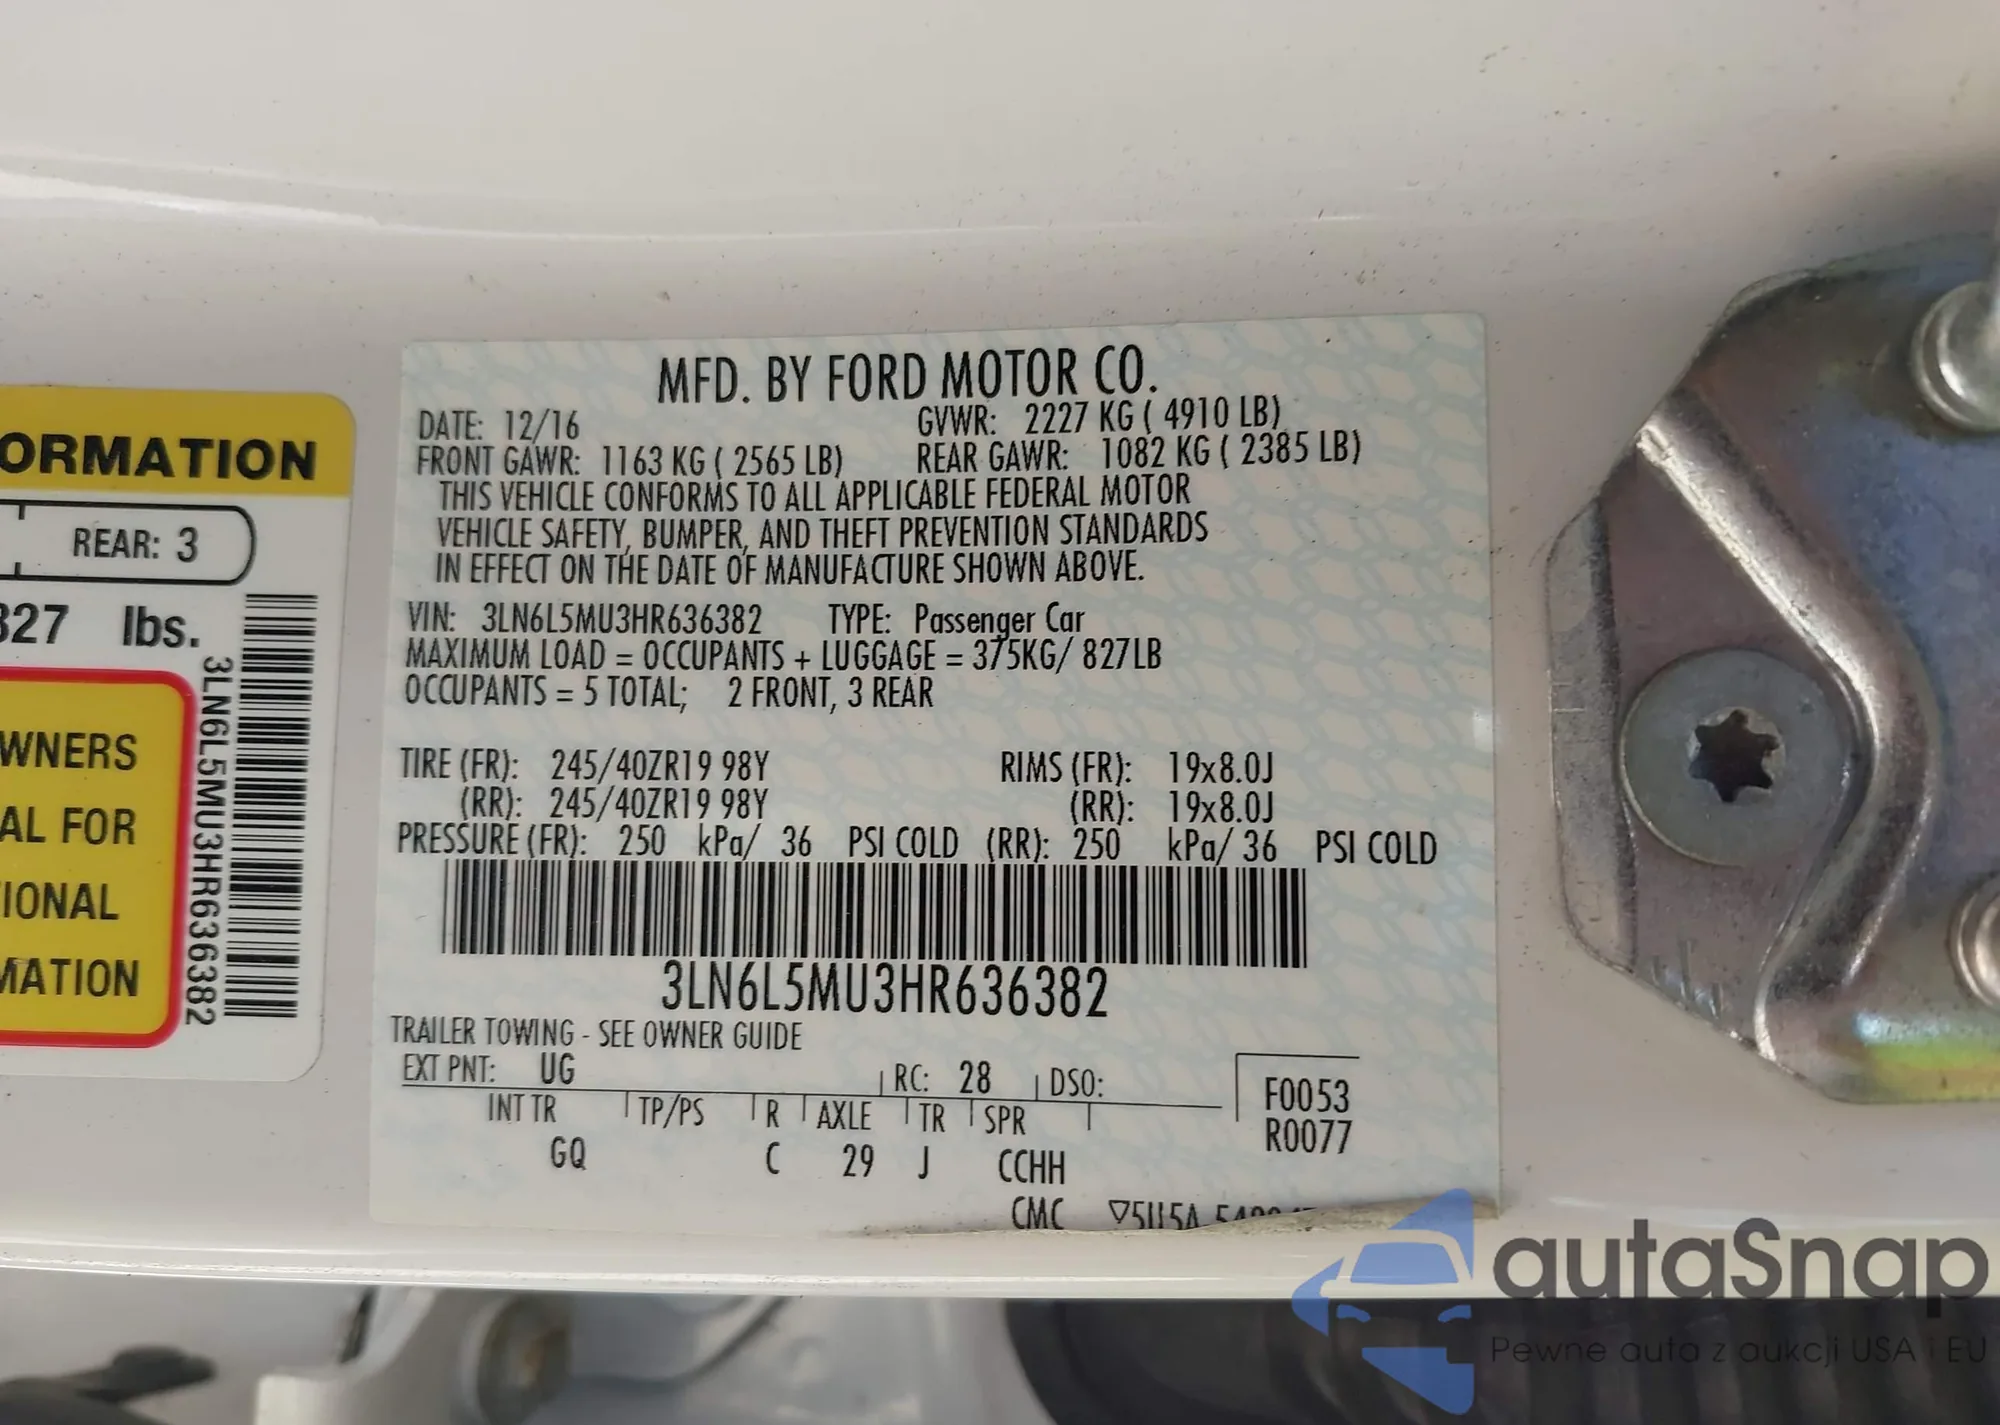 ORMATION
REAR: 3
827 lbs.
3LN6L5MU3HR636382
WNERS
AL FOR
IONAL
MATION
MFD. BY FORD MOTOR CO.
DATE: 12/16 GVWR: 2227 KG ( 4910 LB)
FRONT GAWR: 1163 KG ( 2565 LB) REAR GAWR: 1082 KG ( 2385 LB)
THIS VEHICLE CONFORMS TO ALL APPLICABLE FEDERAL MOTOR
VEHICLE SAFETY, BUMPER, AND THEFT PREVENTION STANDARDS
IN EFFECT ON THE DATE OF MANUFACTURE SHOWN ABOVE.
VIN: 3LN6L5MU3HR636382 TYPE: Passenger Car
MAXIMUM LOAD = OCCUPANTS + LUGGAGE = 375KG/ 827LB
OCCUPANTS = 5 TOTAL; 2 FRONT, 3 REAR
TIRE (FR): 245/40ZR19 98Y RIMS (FR): 19x8.0J
(RR): 245/40ZR19 98Y (RR): 19x8.0J
PRESSURE (FR): 250 kPa/ 36 PSI COLD (RR): 250 kPa/ 36 PSI COLD
3LN6L5MU3HR636382
TRAILER TOWING - SEE OWNER GUIDE
EXT PNT: UG RC: 28 DSO:
INT TR TP/PS R AXLE TR SPR
GQ C 29 J CCHH
F0053
R0077
CMC
autaSnap
Pewne auta z aukcji USA i EU